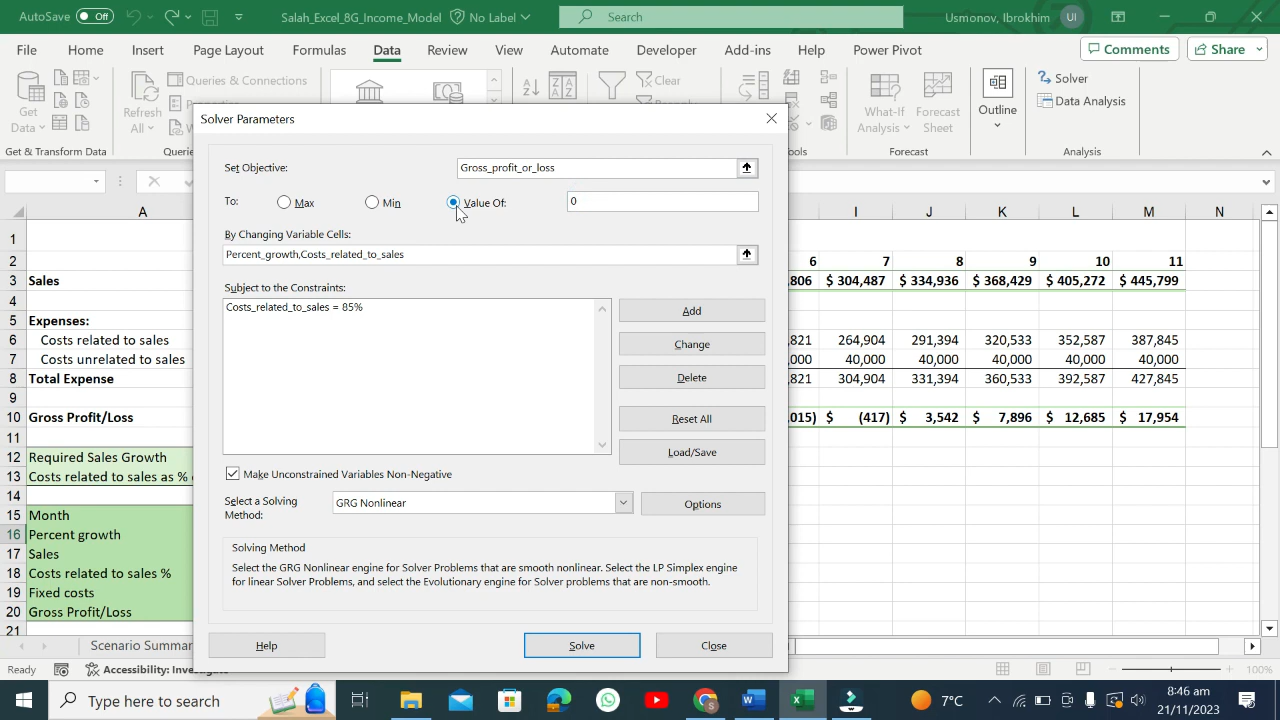 AutoSave Off Salah_Excel_8G_Income_Model No Label Search Usmonov, Ibrokhim UI
File Home Insert Page Layout Formulas Data Review View Automate Developer Add-ins Help Power Pivot Comments Share
Get Data Refresh All Queries & Connections Clear What-If Analysis Forecast Sheet Outline Solver Data Analysis
Get & Transform Data Forecast Analysis
Solver Parameters
Set Objective: Gross_profit_or_loss
To: Max Min Value Of: 0
By Changing Variable Cells:
Percent_growth,Costs_related_to_sales
Subject to the Constraints:
Costs_related_to_sales = 85%
Add
Change
Delete
Reset All
Load/Save
Make Unconstrained Variables Non-Negative
Select a Solving Method: GRG Nonlinear Options
Solving Method
Select the GRG Nonlinear engine for Solver Problems that are smooth nonlinear. Select the LP Simplex engine
for linear Solver Problems, and select the Evolutionary engine for Solver problems that are non-smooth.
Help Solve Close
A I J K L M N
1
2 6 7 8 9 10 11
3 Sales ,806 $ 304,487 $ 334,936 $ 368,429 $ 405,272 $ 445,799
4
5 Expenses:
6 Costs related to sales ,821 264,904 291,394 320,533 352,587 387,845
7 Costs unrelated to sales ,000 40,000 40,000 40,000 40,000 40,000
8 Total Expense ,821 304,904 331,394 360,533 392,587 427,845
9
10 Gross Profit/Loss ,015) $ (417) $ 3,542 $ 7,896 $ 12,685 $ 17,954
11
12 Required Sales Growth
13 Costs related to sales as %
14
15 Month
16 Percent growth
17 Sales
18 Costs related to sales %
19 Fixed costs
20 Gross Profit/Loss
21
Scenario Summar
Ready Accessibility: Investigate 100%
Type here to search 7°C 8:46 am
21/11/2023